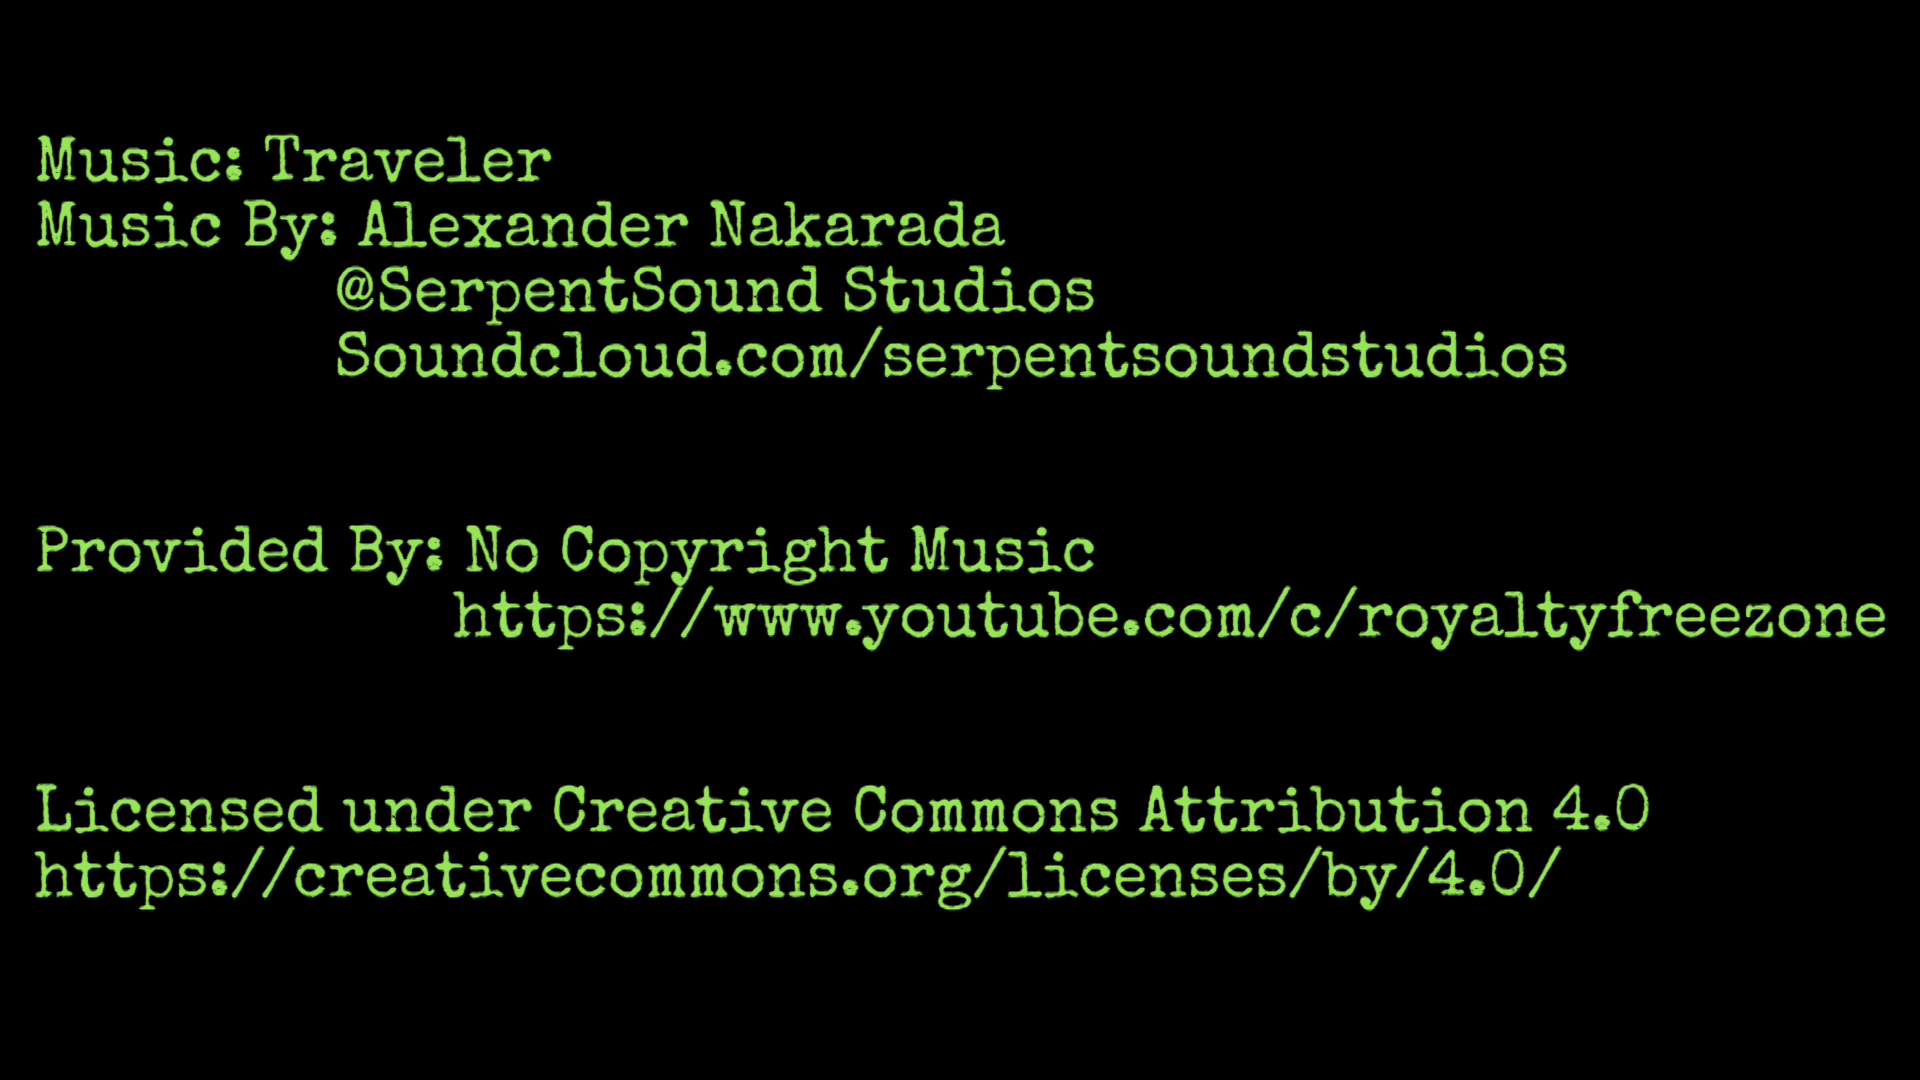 Music: Traveler
Music By: Alexander Nakarada
@SerpentSound Studios
Soundcloud.com/serpentsoundstudios
Provided By: No Copyright Music
https://www.youtube.com/c/royaltyfreezone
Licensed under Creative Commons Attribution 4.0
https://creativecommons.org/licenses/by/4.0/